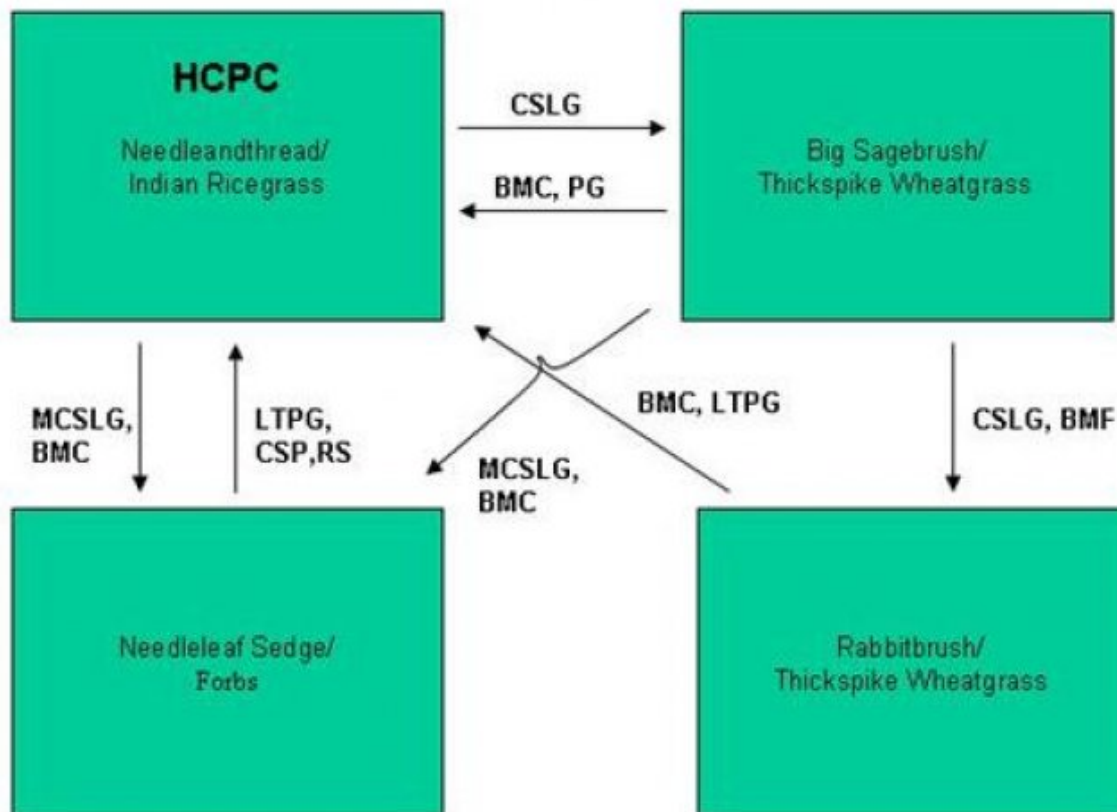 HCPC
Needleandthread/
Indian Ricegrass
CSLG
BMC, PG
Big Sagebrush/
Thickspike Wheatgrass
MCSLG,
BMC
LTPG,
CSP,RS
MCSLG,
BMC
BMC, LTPG
CSLG, BMF
Needleleaf Sedge/
Forbs
Rabbitbrush/
Thickspike Wheatgrass